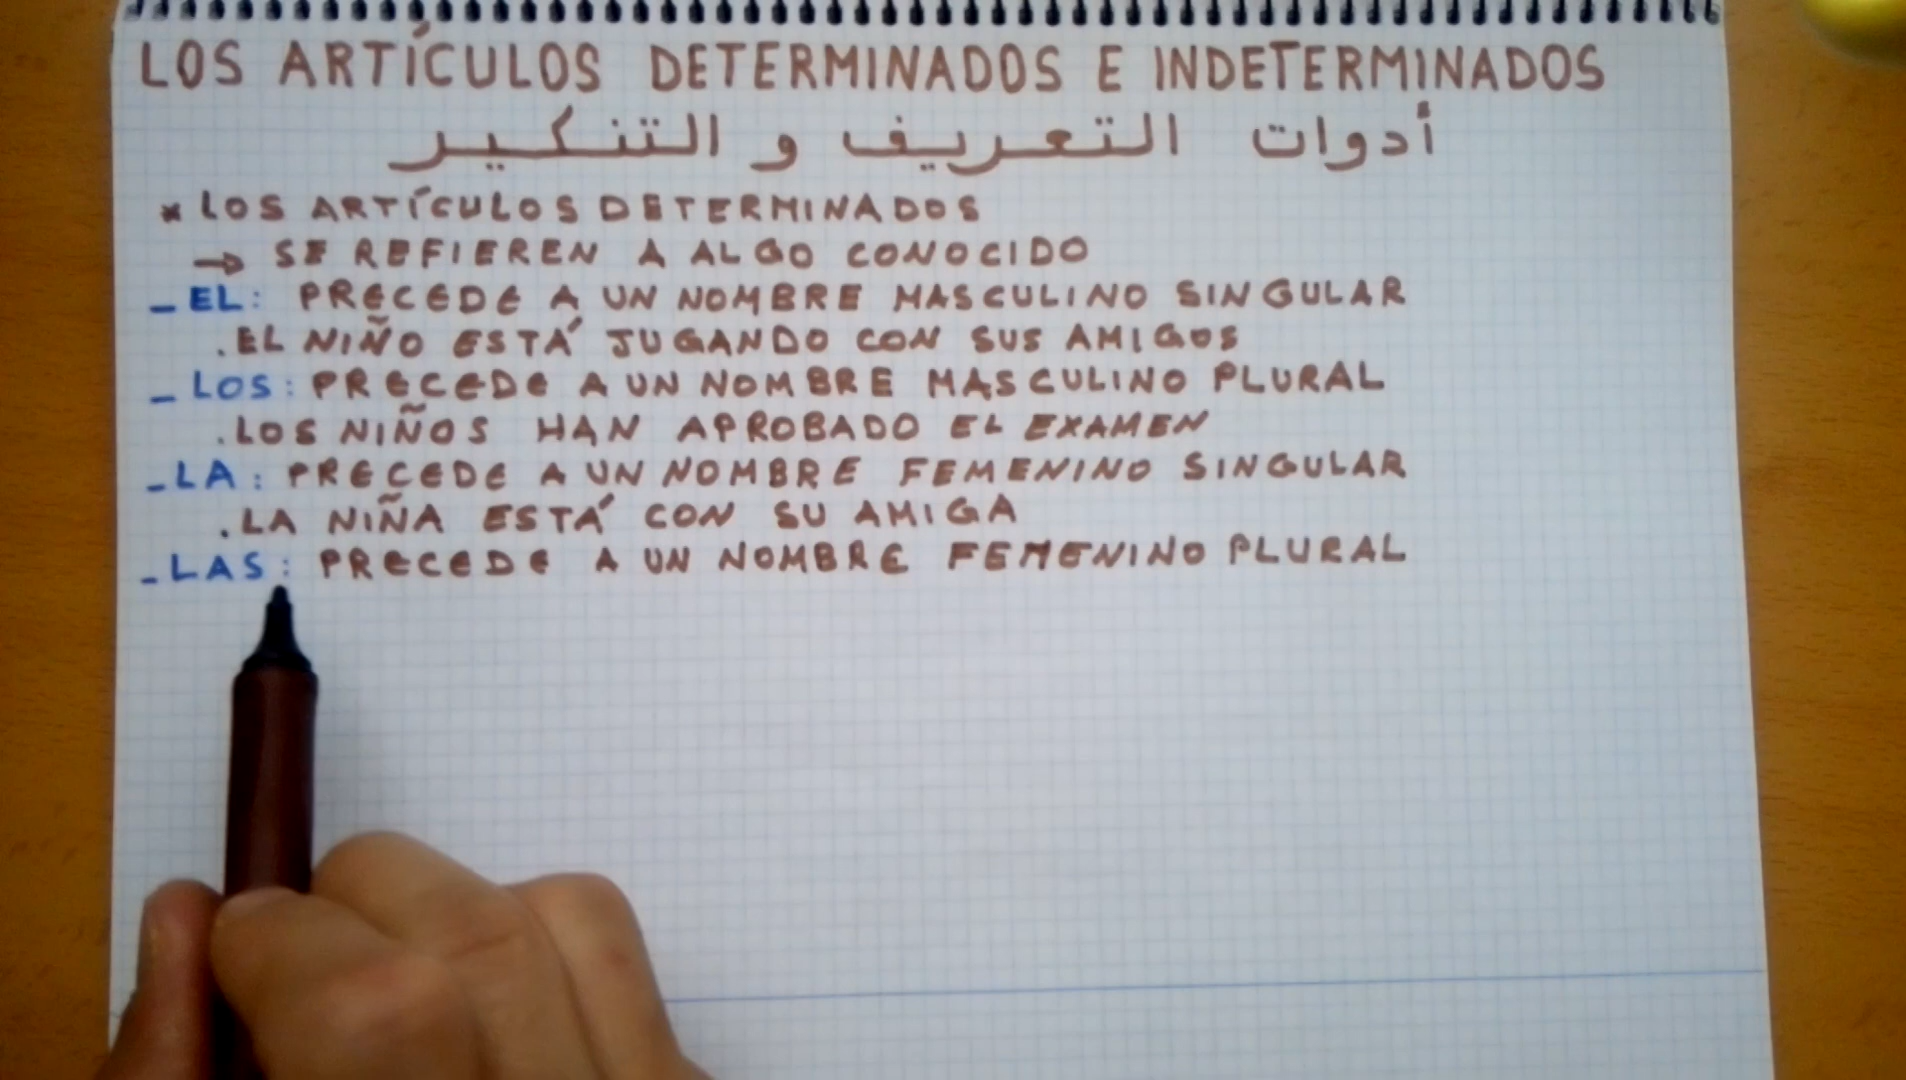 LOS ARTÍCULOS DETERMINADOS E INDETERMINADOS
أدوات التعريف و التنكير
* LOS ARTÍCULOS DETERMINADOS
→ SE REFIEREN A ALGO CONOCIDO
- EL: PRECEDE A UN NOMBRE MASCULINO SINGULAR
. EL NIÑO ESTÁ JUGANDO CON SUS AMIGOS
- LOS: PRECEDE A UN NOMBRE MASCULINO PLURAL
. LOS NIÑOS HAN APROBADO EL EXAMEN
- LA: PRECEDE A UN NOMBRE FEMENINO SINGULAR
. LA NIÑA ESTÁ CON SU AMIGA
- LAS: PRECEDE A UN NOMBRE FEMENINO PLURAL